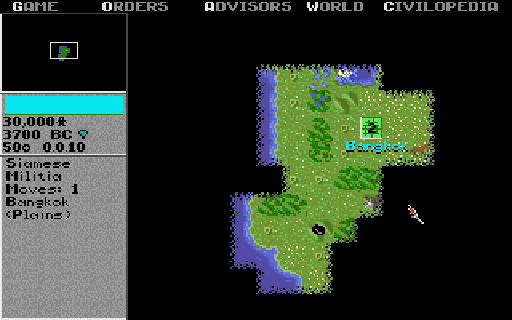 GAME ORDERS ADVISORS WORLD CIVILOPEDIA
30,000
3700 BC
50 0.0.10
Siamese
Militia
Moves: 1
Bangkok
(Plains)
2
Bangkok